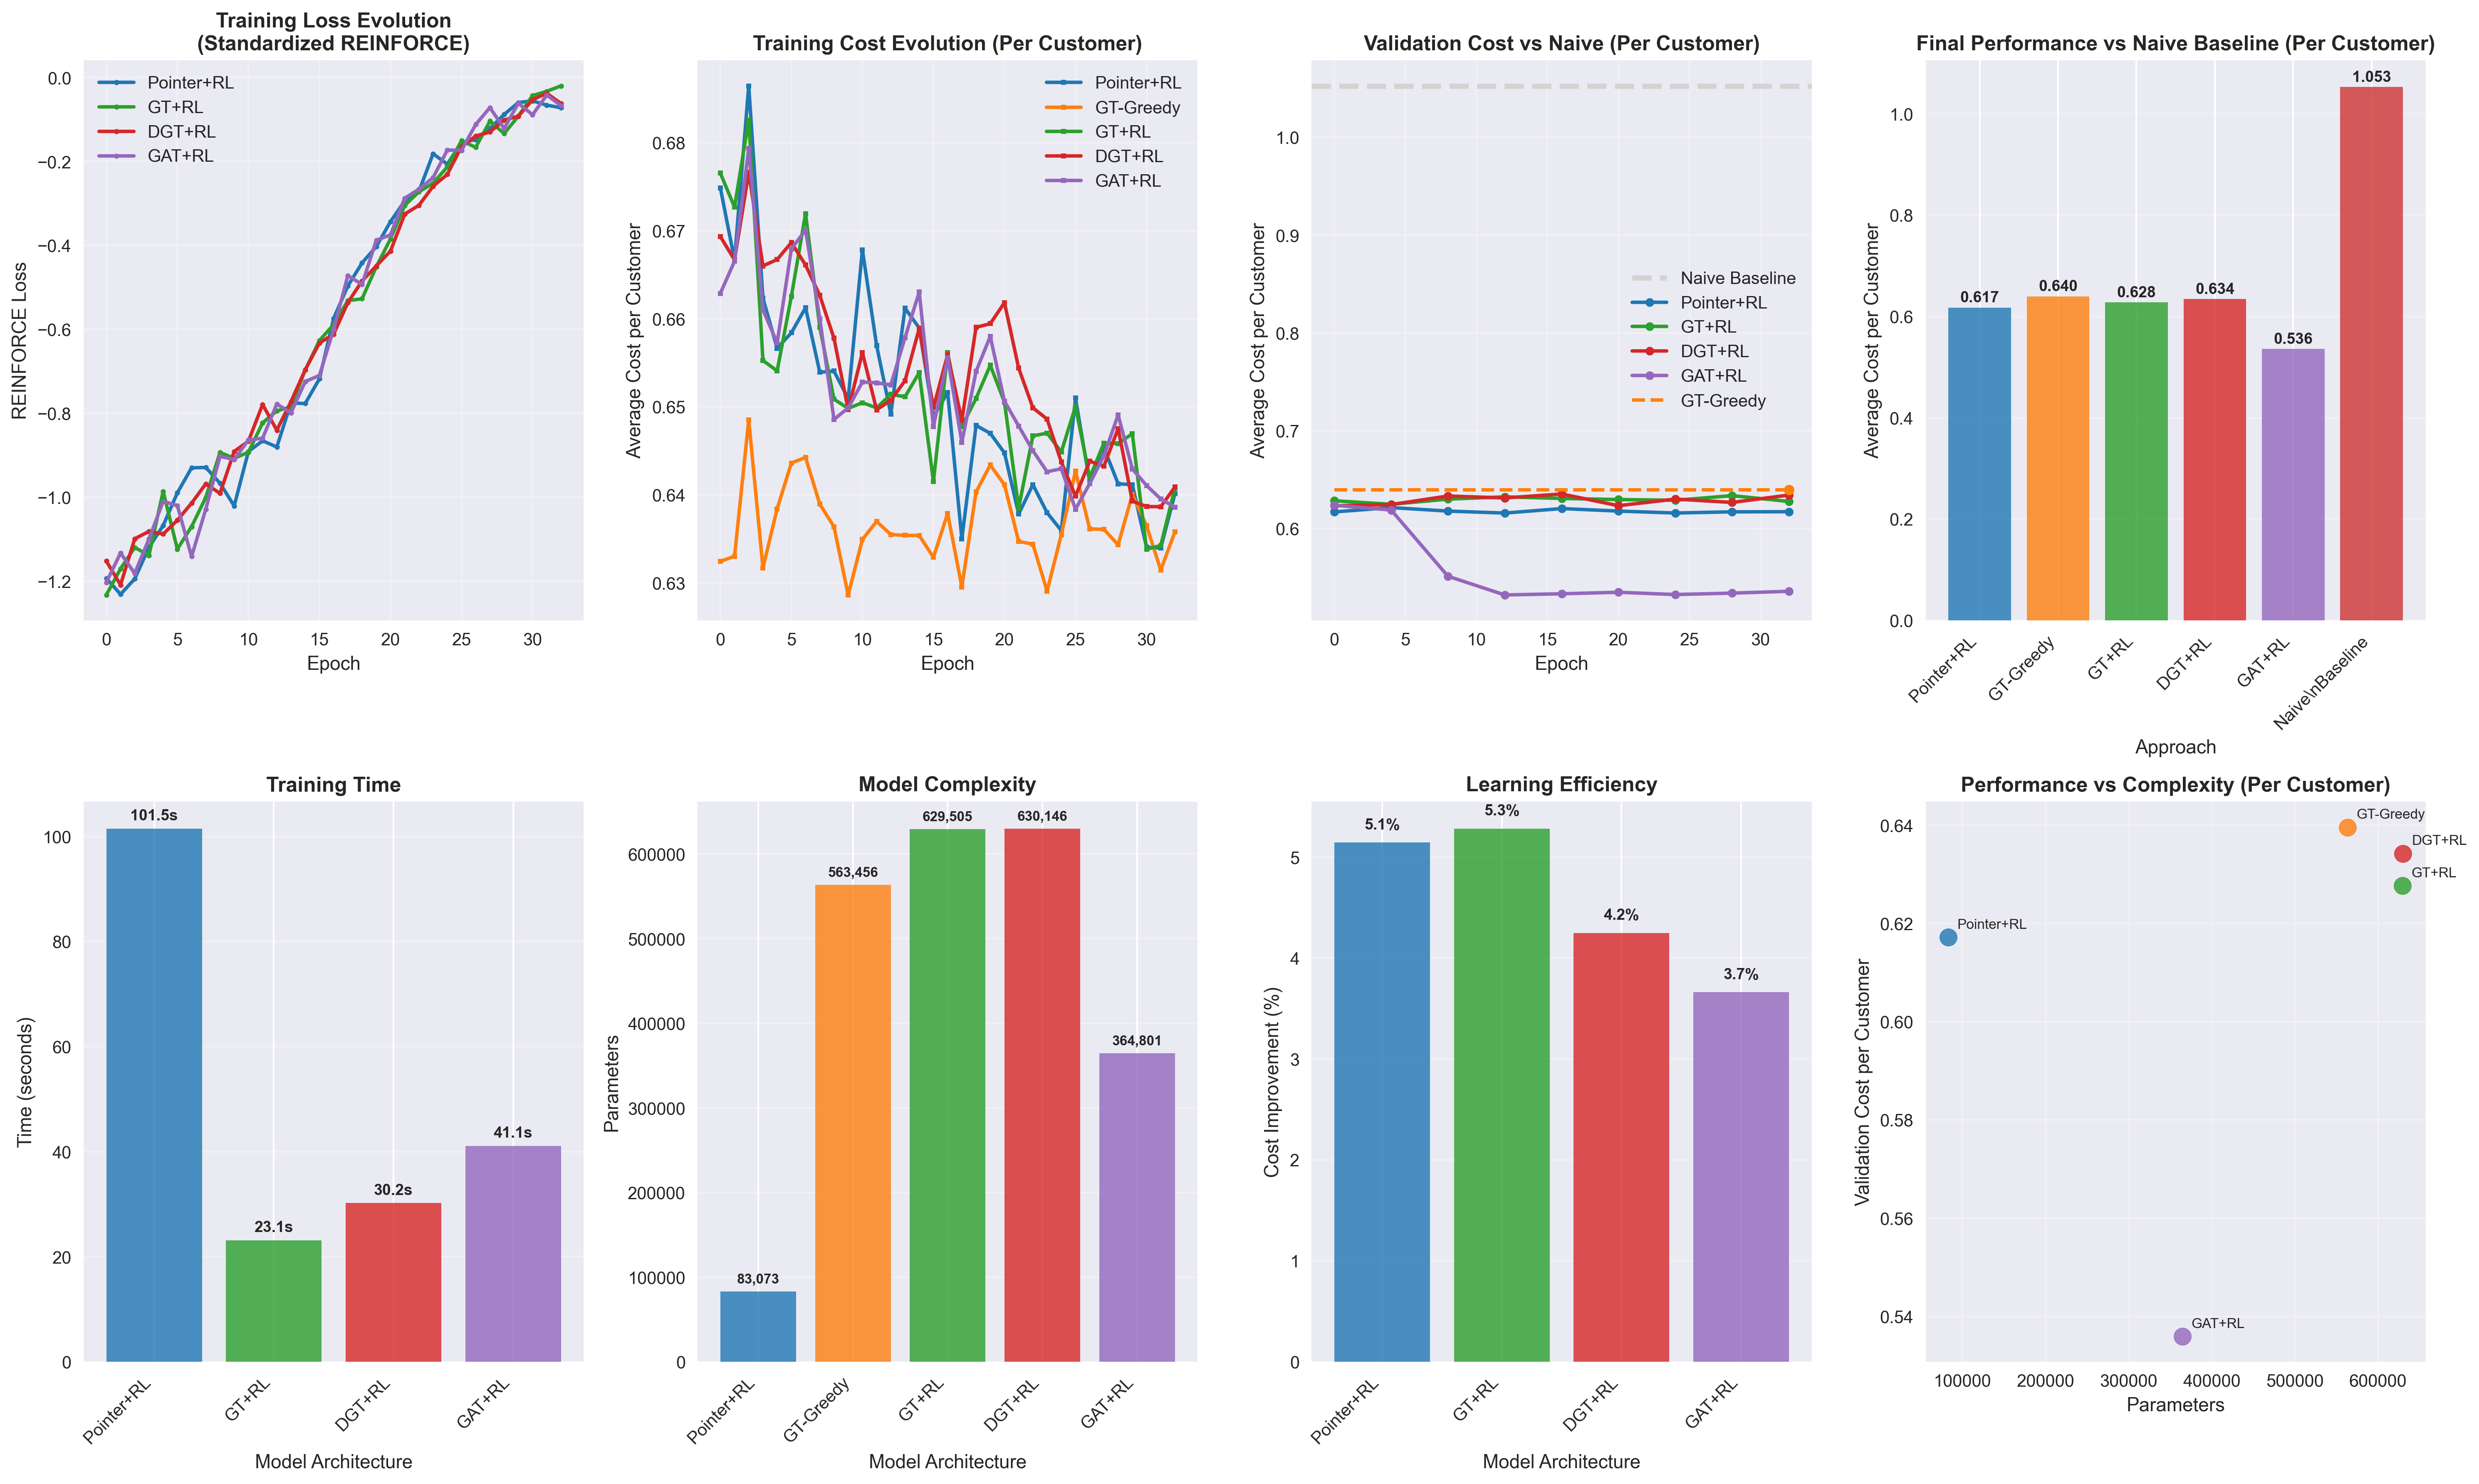 Training Loss Evolution
(Standardized REINFORCE)
REINFORCE Loss
0.0
−0.2
−0.4
−0.6
−0.8
−1.0
−1.2
Pointer+RL
GT+RL
DGT+RL
GAT+RL
0 5 10 15 20 25 30
Epoch
Training Cost Evolution (Per Customer)
Average Cost per Customer
0.68
0.67
0.66
0.65
0.64
0.63
Pointer+RL
GT-Greedy
GT+RL
DGT+RL
GAT+RL
0 5 10 15 20 25 30
Epoch
Validation Cost vs Naive (Per Customer)
Average Cost per Customer
1.0
0.9
0.8
0.7
0.6
Naive Baseline
Pointer+RL
GT+RL
DGT+RL
GAT+RL
GT-Greedy
0 5 10 15 20 25 30
Epoch
Final Performance vs Naive Baseline (Per Customer)
Average Cost per Customer
1.0
0.8
0.6
0.4
0.2
0.0
0.617
0.640
0.628
0.634
0.536
1.053
Pointer+RL
GT-Greedy
GT+RL
DGT+RL
GAT+RL
Naive\nBaseline
Approach
Training Time
Time (seconds)
100
80
60
40
20
0
101.5s
23.1s
30.2s
41.1s
Pointer+RL
GT+RL
DGT+RL
GAT+RL
Model Architecture
Model Complexity
Parameters
600000
500000
400000
300000
200000
100000
0
83,073
563,456
629,505
630,146
364,801
Pointer+RL
GT-Greedy
GT+RL
DGT+RL
GAT+RL
Model Architecture
Learning Efficiency
Cost Improvement (%)
5
4
3
2
1
0
5.1%
5.3%
4.2%
3.7%
Pointer+RL
GT+RL
DGT+RL
GAT+RL
Model Architecture
Performance vs Complexity (Per Customer)
Validation Cost per Customer
0.64
0.62
0.60
0.58
0.56
0.54
GT-Greedy
DGT+RL
GT+RL
Pointer+RL
GAT+RL
100000 200000 300000 400000 500000 600000
Parameters